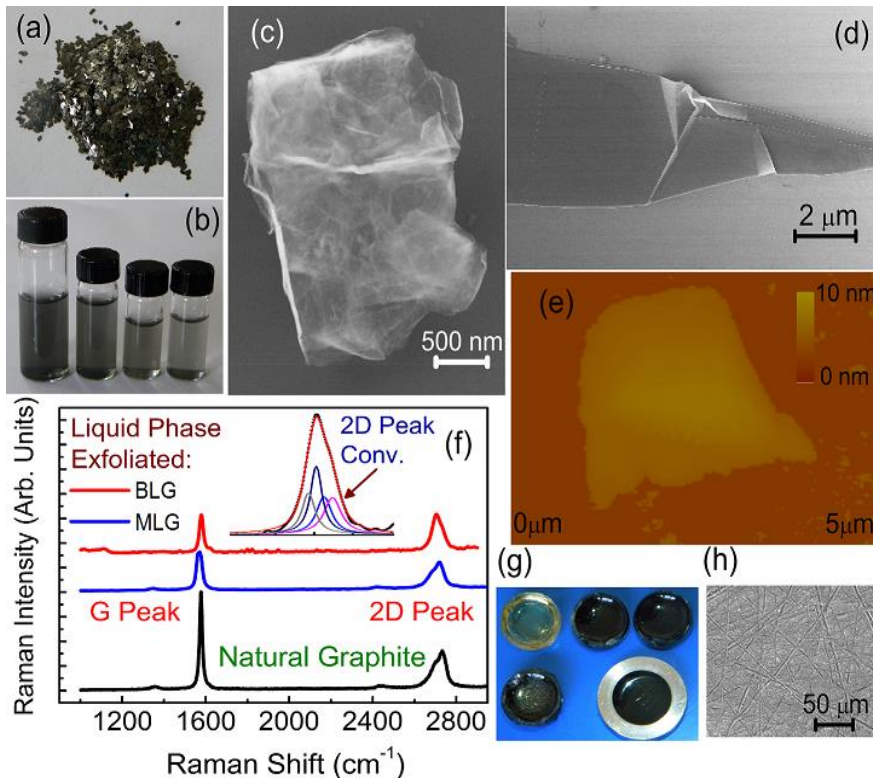 (a)
(b)
(c)
500 nm
(d)
2 μm
(e)
10 nm
0 nm
0μm
5μm
(f)
Liquid Phase
Exfoliated:
BLG
MLG
2D Peak
Conv.
G Peak
2D Peak
Natural Graphite
Raman Intensity (Arb. Units)
1200
1600
2000
2400
2800
Raman Shift (cm⁻¹)
(g)
(h)
50 μm